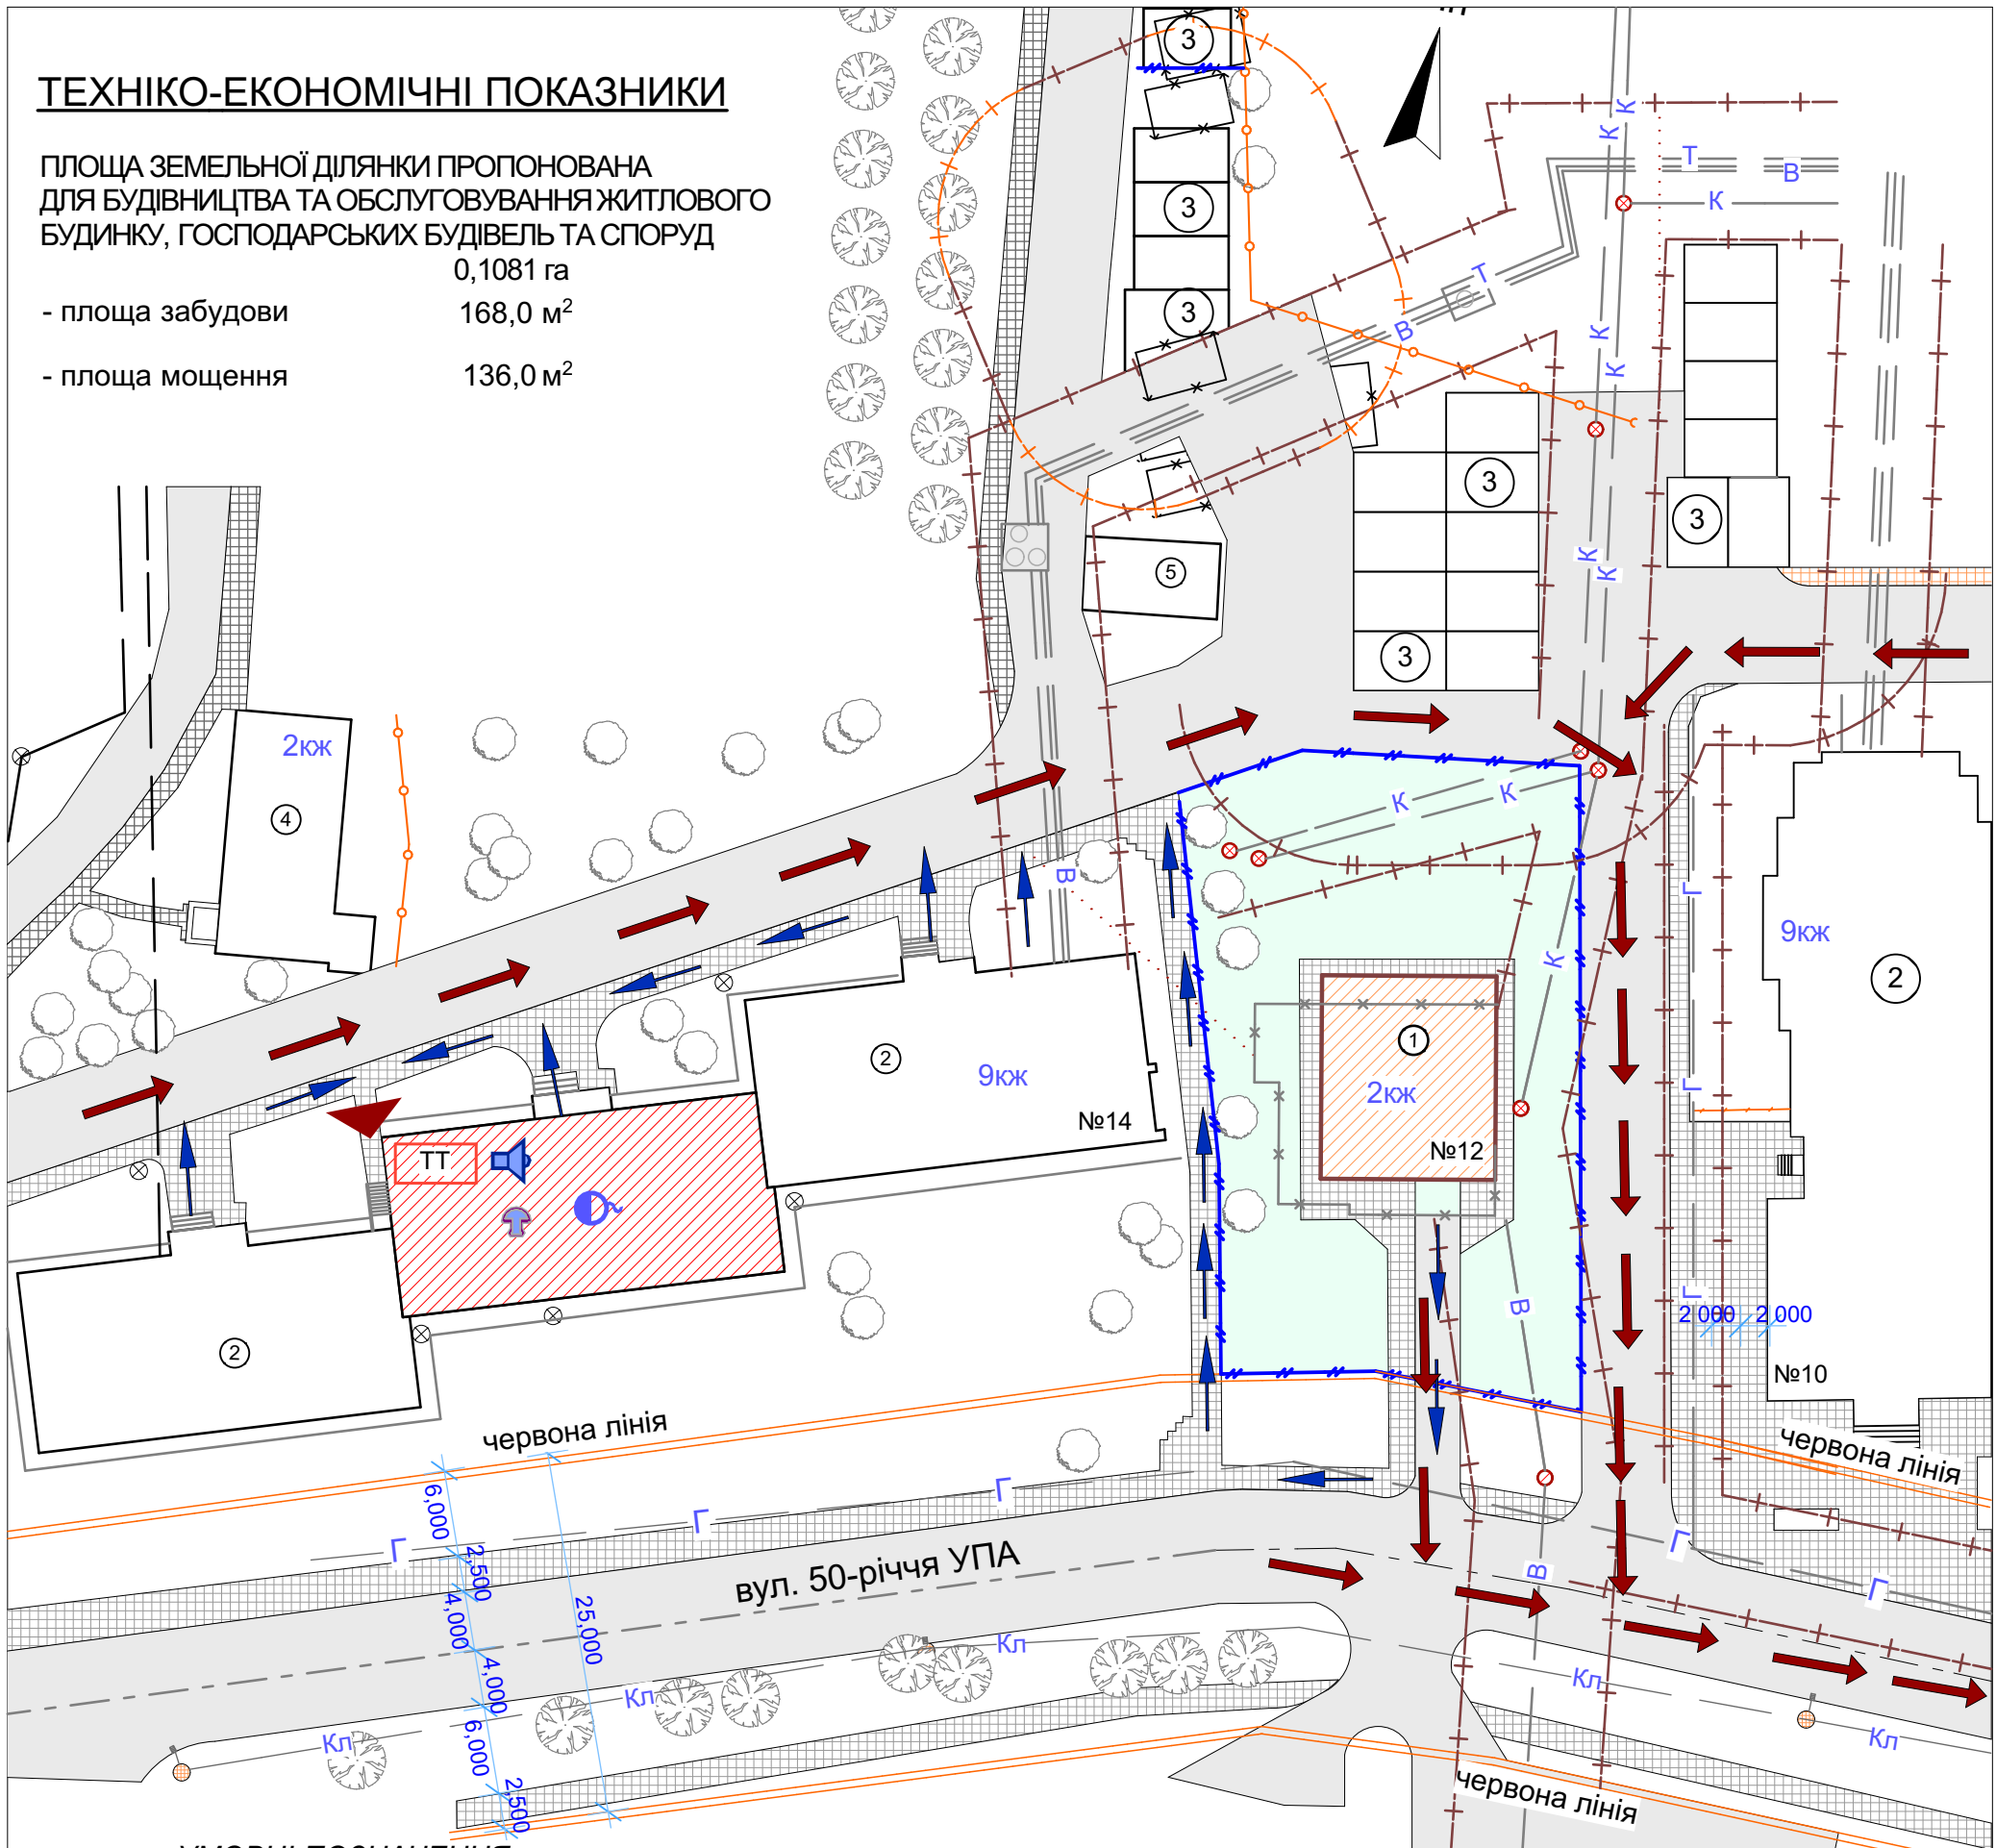 ТЕХНІКО-ЕКОНОМІЧНІ ПОКАЗНИКИ
ПЛОЩА ЗЕМЕЛЬНОЇ ДІЛЯНКИ ПРОПОНОВАНА
ДЛЯ БУДІВНИЦТВА ТА ОБСЛУГОВУВАННЯ ЖИТЛОВОГО
БУДИНКУ, ГОСПОДАРСЬКИХ БУДІВЕЛЬ ТА СПОРУД
0,1081 га
- площа забудови 168,0 м²
- площа мощення 136,0 м²
3
К
К
Т
В
К
3
Т
3
В
К
К
3
3
5
К
К
3
2кж
4
К
К
В
Г
9кж
2
К
1
2кж
№12
2
9кж
№14
Г
ТТ
Г
В
2 000 2 000
№10
2
червона лінія
червона лінія
6,000
2,500
4,000
4,000
6,000
2,500
25,000
Г
Г
Г
Г
Г
В
вул. 50-річчя УПА
Кл
Кл
Кл
Кл
Кл
червона лінія